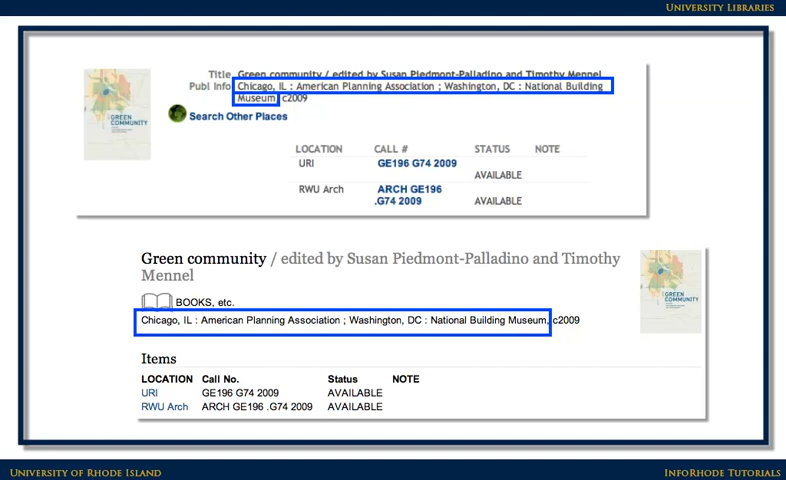 UNIVERSITY LIBRARIES
Title Green community / edited by Susan Piedmont-Palladino and Timothy Mennel
Publ Info Chicago, IL : American Planning Association ; Washington, DC : National Building
Museum, c2009
GREEN
COMMUNITY
Search Other Places
LOCATION CALL # STATUS NOTE
URI GE196 G74 2009
AVAILABLE
RWU Arch ARCH GE196
.G74 2009 AVAILABLE
Green community / edited by Susan Piedmont-Palladino and Timothy
Mennel
GREEN
COMMUNITY
BOOKS, etc.
Chicago, IL : American Planning Association ; Washington, DC : National Building Museum, c2009
Items
LOCATION Call No. Status NOTE
URI GE196 G74 2009 AVAILABLE
RWU Arch ARCH GE196 .G74 2009 AVAILABLE
UNIVERSITY OF RHODE ISLAND
INFORHODE TUTORIALS